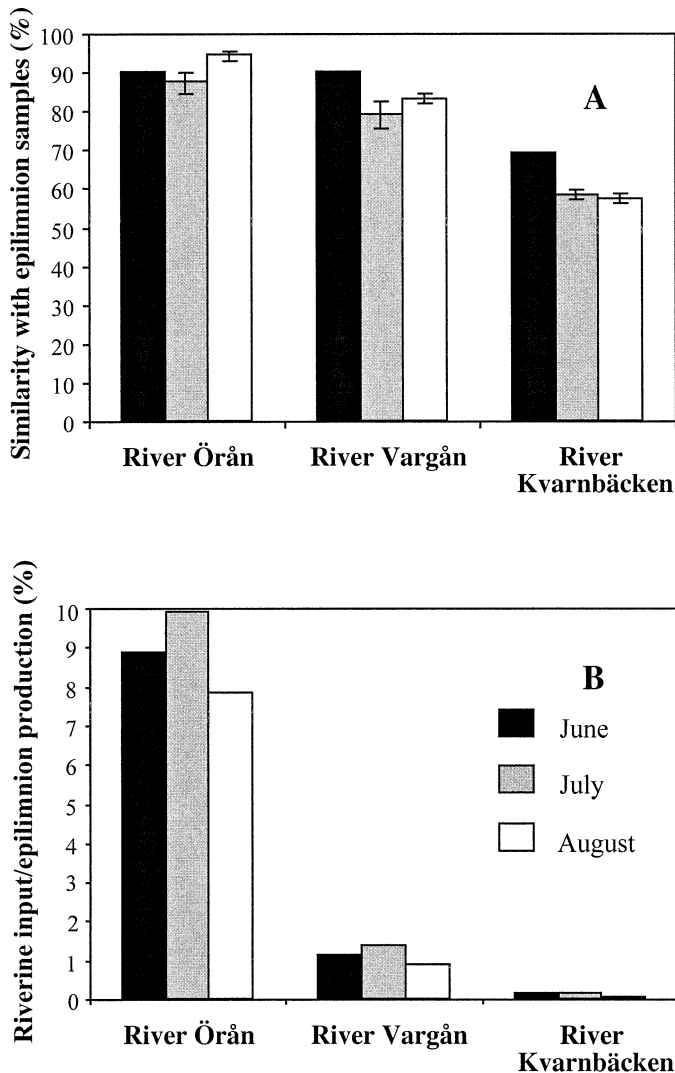 Similarity with epilimnion samples (%)
100
90
80
70
60
50
40
30
20
10
0
A
River Örån
River Vargån
River
Kvarnbäcken
Riverine input/epilimnion production (%)
10
9
8
7
6
5
4
3
2
1
0
B
June
July
August
River Örån
River Vargån
River
Kvarnbäcken